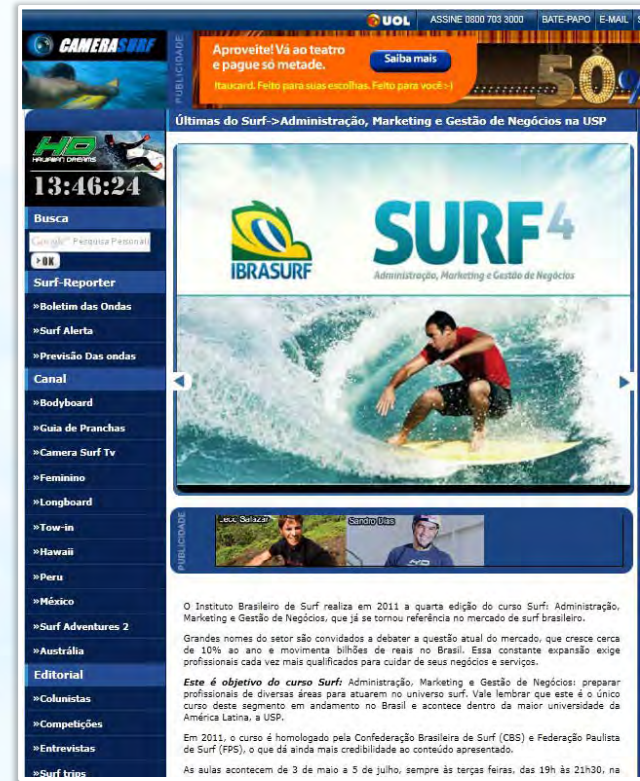 UOL ASSINE 0800 703 3000 BATE-PAPO E-MAIL
CAMERASURF
PUBLICIDADE
Aproveite! Vá ao teatro
e pague só metade.
Saiba mais
Itaucard. Feito para suas escolhas. Feito para você :-)
50%
Últimas do Surf->Administração, Marketing e Gestão de Negócios na USP
HD
HAWAIIAN DREAMS
13:46:24
Busca
Google Pesquisa Personali
OK
Surf-Reporter
»Boletim das Ondas
»Surf Alerta
»Previsão Das ondas
Canal
»Bodyboard
»Guia de Pranchas
»Camera Surf Tv
»Feminino
»Longboard
»Tow-in
»Hawaii
»Peru
»México
»Surf Adventures 2
»Austrália
Editorial
»Colunistas
»Competições
»Entrevistas
»Surf trips
IBRASURF
SURF4
Administração, Marketing e Gestão de Negócios
PUBLICIDADE
Leco Salazar
Sandro Dias
O Instituto Brasileiro de Surf realiza em 2011 a quarta edição do curso Surf: Administração,
Marketing e Gestão de Negócios, que já se tornou referência no mercado de surf brasileiro.
Grandes nomes do setor são convidados a debater a questão atual do mercado, que cresce cerca
de 10% ao ano e movimenta bilhões de reais no Brasil. Essa constante expansão exige
profissionais cada vez mais qualificados para cuidar de seus negócios e serviços.
Este é objetivo do curso Surf: Administração, Marketing e Gestão de Negócios: preparar
profissionais de diversas áreas para atuarem no universo surf. Vale lembrar que este é o único
curso deste segmento em andamento no Brasil e acontece dentro da maior universidade da
América Latina, a USP.
Em 2011, o curso é homologado pela Confederação Brasileira de Surf (CBS) e Federação Paulista
de Surf (FPS), o que dá ainda mais credibilidade ao conteúdo apresentado.
As aulas acontecem de 3 de maio a 5 de julho, sempre às terças feiras, das 19h às 21h30, na